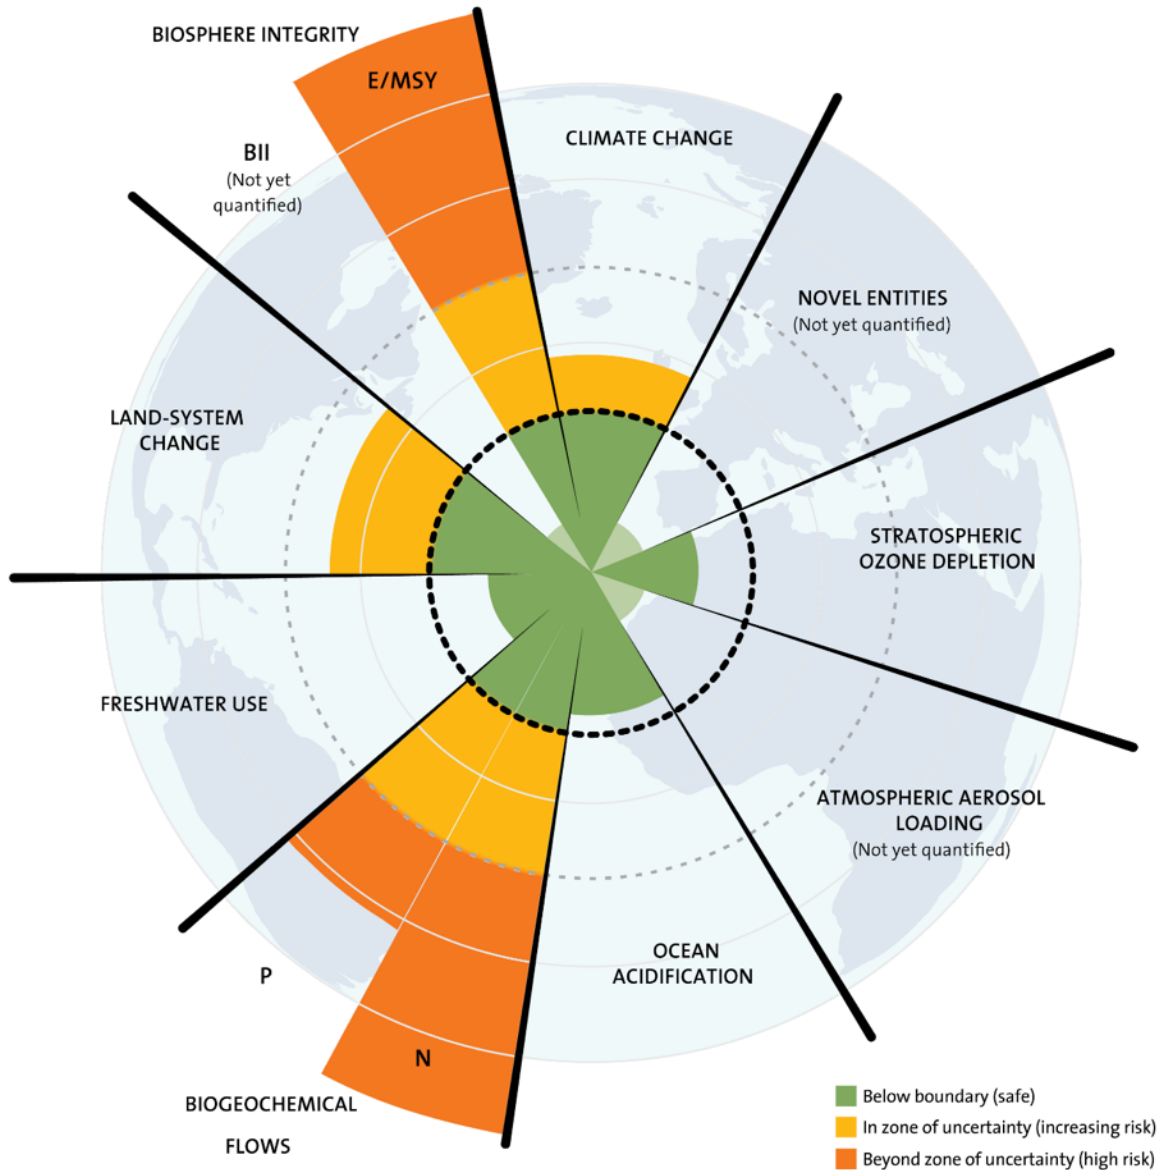 BIOSPHERE INTEGRITY
E/MSY
BII
(Not yet
quantified)
CLIMATE CHANGE
NOVEL ENTITIES
(Not yet quantified)
LAND-SYSTEM
CHANGE
STRATOSPHERIC
OZONE DEPLETION
FRESHWATER USE
ATMOSPHERIC AEROSOL
LOADING
(Not yet quantified)
OCEAN
ACIDIFICATION
P
N
BIOGEOCHEMICAL
FLOWS
Below boundary (safe)
In zone of uncertainty (increasing risk)
Beyond zone of uncertainty (high risk)